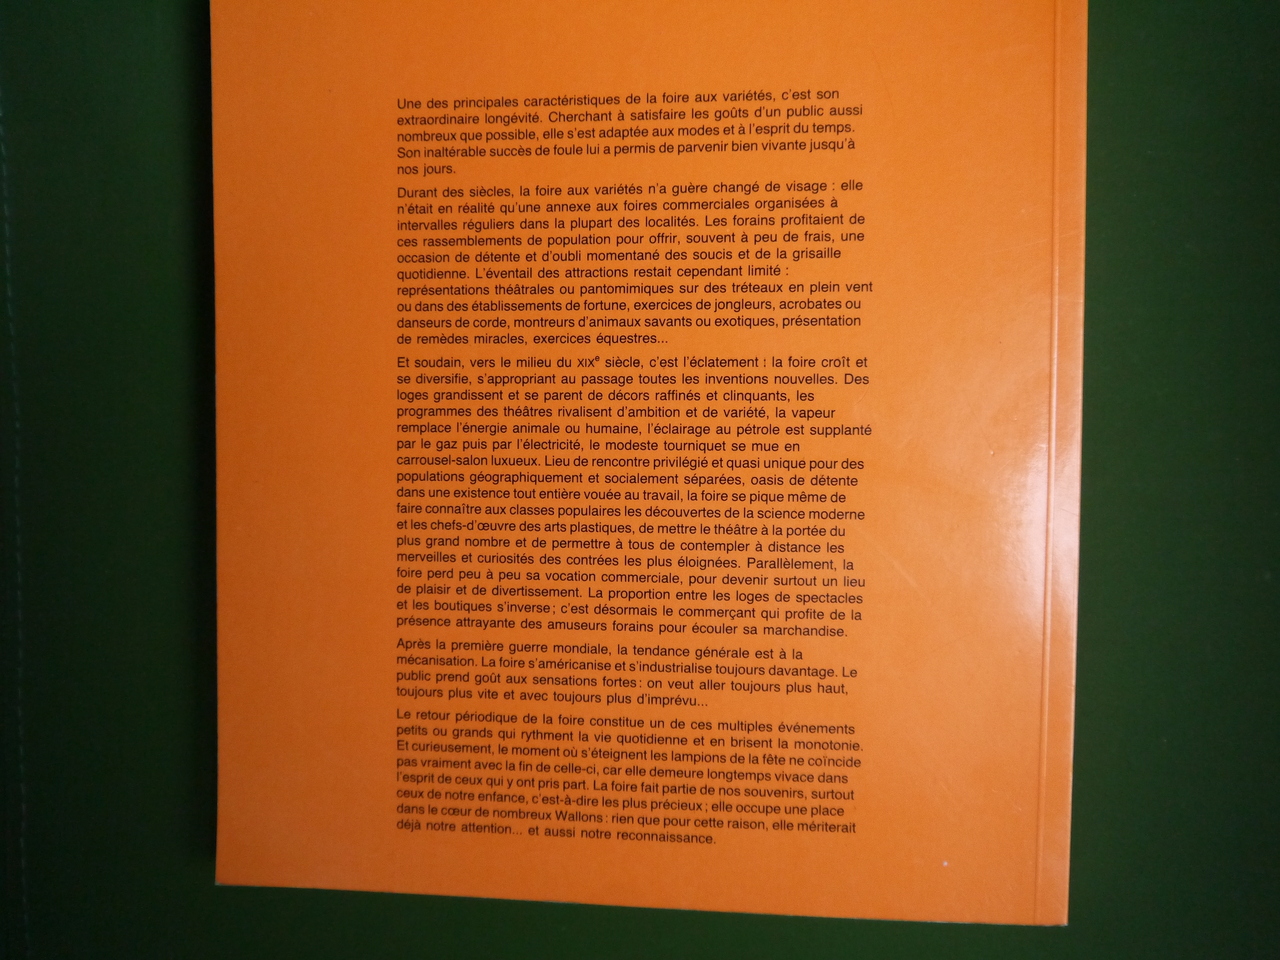 Une des principales caractéristiques de la foire aux variétés, c'est son
extraordinaire longévité. Cherchant à satisfaire les goûts d'un public aussi
nombreux que possible, elle s'est adaptée aux modes et à l'esprit du temps.
Son inaltérable succès de foule lui a permis de parvenir bien vivante jusqu'à
nos jours.
Durant des siècles, la foire aux variétés n'a guère changé de visage : elle
n'était en réalité qu'une annexe aux foires commerciales organisées à
intervalles réguliers dans la plupart des localités. Les forains profitaient de
ces rassemblements de population pour offrir, souvent à peu de frais, une
occasion de détente et d'oubli momentané des soucis et de la grisaille
quotidienne. L'éventail des attractions restait cependant limité :
représentations théâtrales ou pantomimiques sur des tréteaux en plein vent
ou dans des établissements de fortune, exercices de jongleurs, acrobates ou
danseurs de corde, montreurs d'animaux savants ou exotiques, présentation
de remèdes miracles, exercices équestres...
Et soudain, vers le milieu du XIXe siècle, c'est l'éclatement : la foire croît et
se diversifie, s'appropriant au passage toutes les inventions nouvelles. Des
loges grandissent et se parent de décors raffinés et clinquants, les
programmes des théâtres rivalisent d'ambition et de variété, la vapeur
remplace l'énergie animale ou humaine, l'éclairage au pétrole est supplanté
par le gaz puis par l'électricité, le modeste tourniquet se mue en
carrousel-salon luxueux. Lieu de rencontre privilégié et quasi unique pour des
populations géographiquement et socialement séparées, oasis de détente
dans une existence tout entière vouée au travail, la foire se pique même de
faire connaître aux classes populaires les découvertes de la science moderne
et les chefs-d'œuvre des arts plastiques, de mettre le théâtre à la portée du
plus grand nombre et de permettre à tous de contempler à distance les
merveilles et curiosités des contrées les plus éloignées. Parallèlement, la
foire perd peu à peu sa vocation commerciale, pour devenir surtout un lieu
de plaisir et de divertissement. La proportion entre les loges de spectacles
et les boutiques s'inverse ; c'est désormais le commerçant qui profite de la
présence attrayante des amuseurs forains pour écouler sa marchandise.
Après la première guerre mondiale, la tendance générale est à la
mécanisation. La foire s'américanise et s'industrialise toujours davantage. Le
public prend goût aux sensations fortes : on veut aller toujours plus haut,
toujours plus vite et avec toujours plus d'imprévu...
Le retour périodique de la foire constitue un de ces multiples événements
petits ou grands qui rythment la vie quotidienne et en brisent la monotonie.
Et curieusement, le moment où s'éteignent les lampions de la fête ne coïncide
pas vraiment avec la fin de celle-ci, car elle demeure longtemps vivace dans
l'esprit de ceux qui y ont pris part. La foire fait partie de nos souvenirs, surtout
ceux de notre enfance, c'est-à-dire les plus précieux ; elle occupe une place
dans le cœur de nombreux Wallons : rien que pour cette raison, elle mériterait
déjà notre attention... et aussi notre reconnaissance.